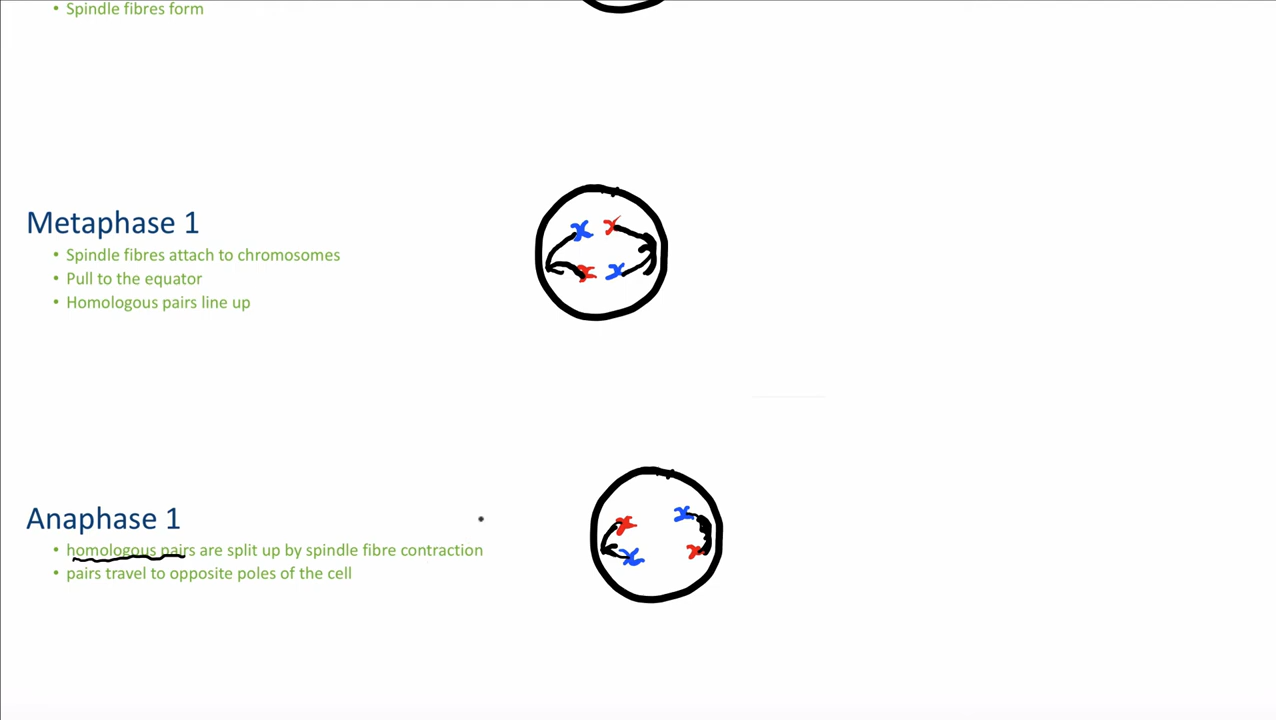 • Spindle fibres form
Metaphase 1
• Spindle fibres attach to chromosomes
• Pull to the equator
• Homologous pairs line up
Anaphase 1
• homologous pairs are split up by spindle fibre contraction
• pairs travel to opposite poles of the cell